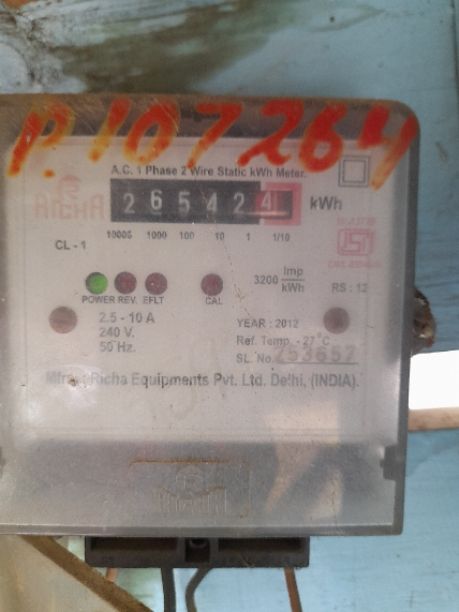 P.107264
A.C. 1 Phase 2 Wire Static kWh Meter.
RICHA 265424 kWh
10000 1000 100 10 1 1/10
CL - 1
3200 Imp/kWh RS : 12
POWER REV. EFLT CAL
2.5 - 10 A YEAR : 2012
240 V. Ref. Temp. - 27°C
50 Hz. SL. No. 253657
Richa Equipments Pvt. Ltd. Delhi, (INDIA).